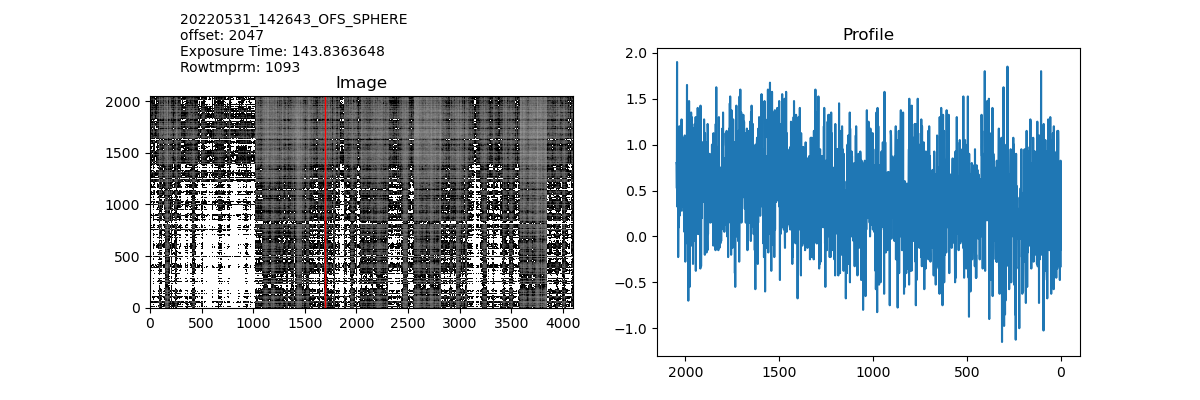 20220531_142643_OFS_SPHERE
offset: 2047
Exposure Time: 143.8363648
Rowtmprm: 1093
Image
2000
1500
1000
500
0
0 500 1000 1500 2000 2500 3000 3500 4000
Profile
2.0
1.5
1.0
0.5
0.0
−0.5
−1.0
2000 1500 1000 500 0